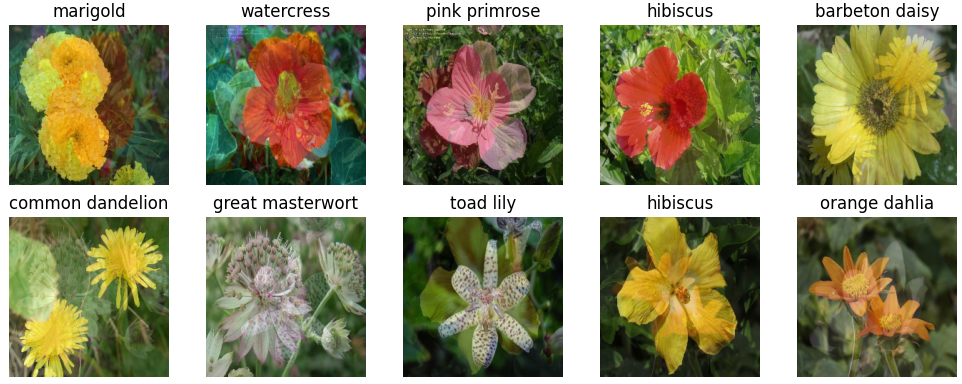 marigold
watercress
pink primrose
hibiscus
barbeton daisy
common dandelion
great masterwort
toad lily
hibiscus
orange dahlia